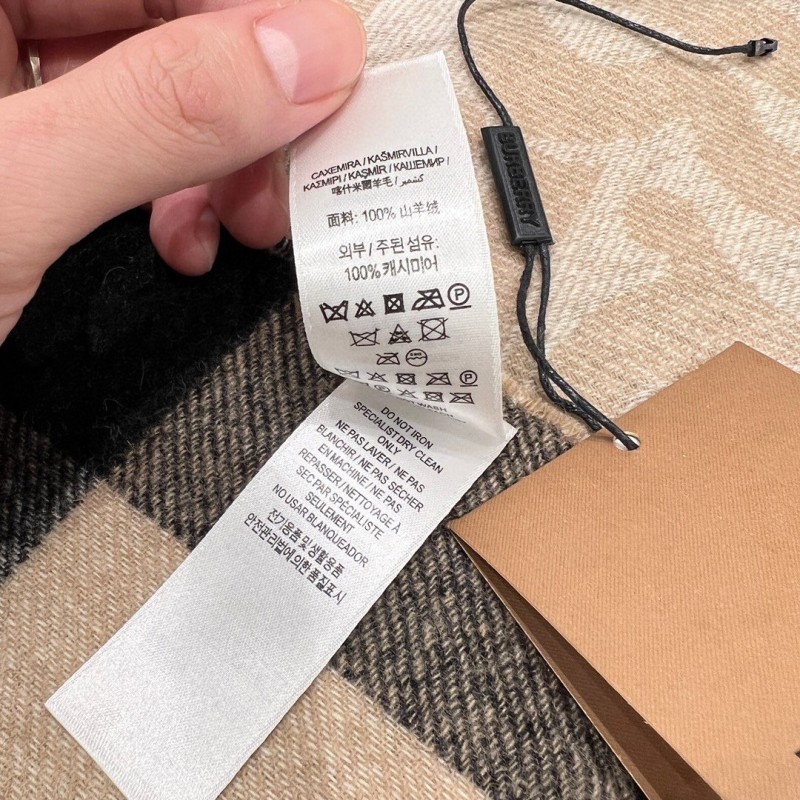 CAXEMIRA / KAŠMIRVILLA /
ΚΑΣΜΙΡΙ / KAŞMİR / КАШЕМИР /
喀什米爾羊毛 / كشمير
面料: 100% 山羊绒
외부 / 주된 섬유:
100% 캐시미어
WASH
DO NOT IRON
SPECIALIST DRY CLEAN
ONLY
NE PAS LAVER / NE PAS
BLANCHIR / NE PAS SÉCHER
EN MACHINE / NE PAS
REPASSER / NETTOYAGE À
SEC PAR SPÉCIALISTE
SEULEMENT
NO USAR BLANQUEADOR
전기용품 및 생활용품
안전관리법에 의한 품질표시
BURBERRY